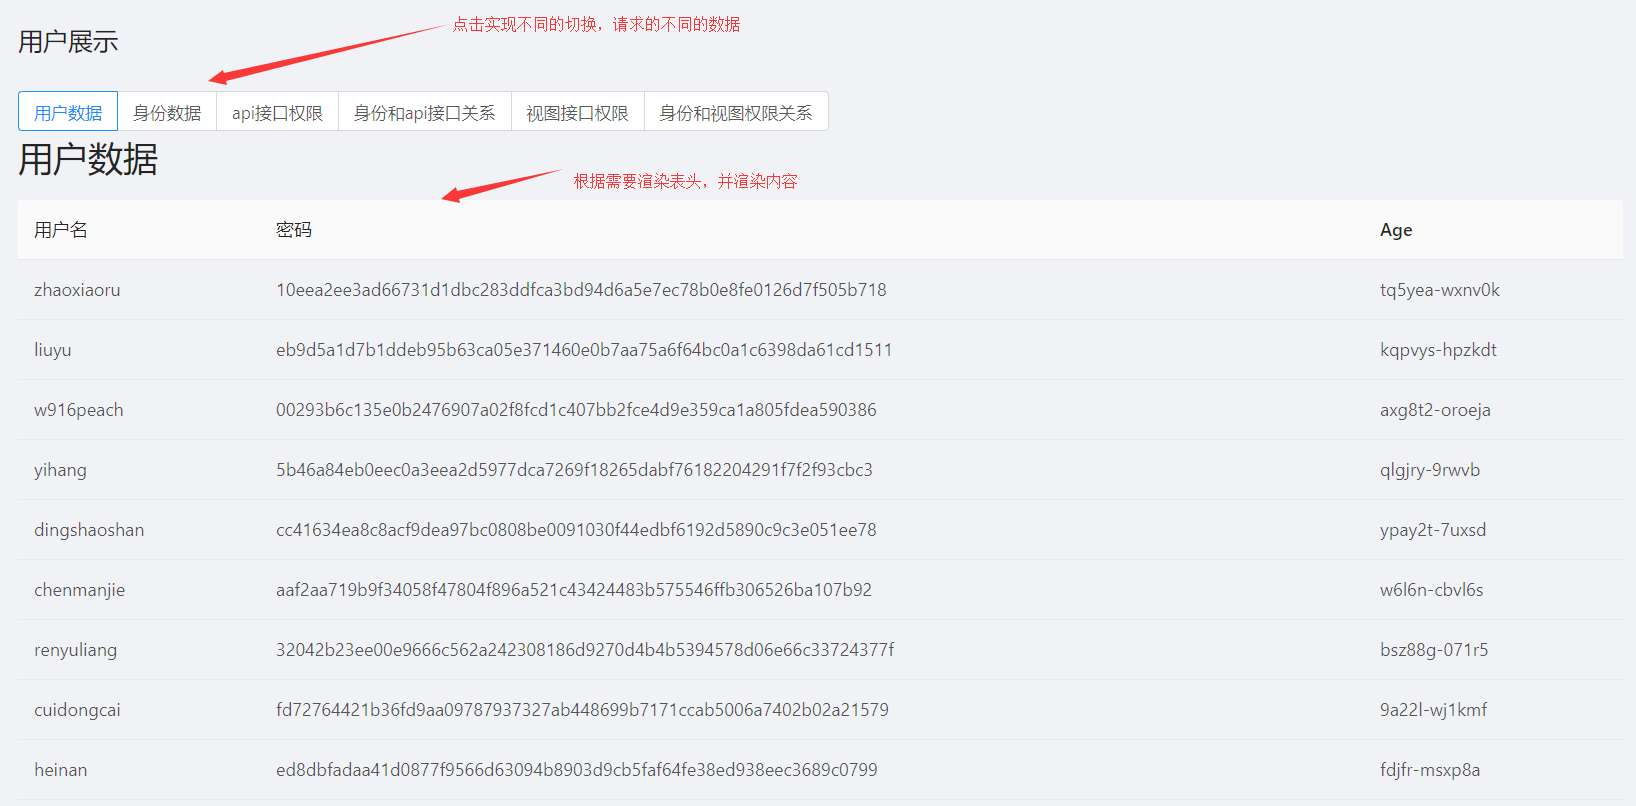 点击实现不同的切换，请求的不同的数据
用户展示
用户数据 身份数据 api接口权限 身份和api接口关系 视图接口权限 身份和视图权限关系
用户数据
根据需要渲染表头，并渲染内容
用户名 密码 Age
zhaoxiaoru 10eea2ee3ad66731d1dbc283ddfca3bd94d6a5e7ec78b0e8fe0126d7f505b718 tq5yea-wxnv0k
liuyu eb9d5a1d7b1ddeb95b63ca05e371460e0b7aa75a6f64bc0a1c6398da61cd1511 kqpvys-hpzkdt
w916peach 00293b6c135e0b2476907a02f8fcd1c407bb2fce4d9e359ca1a805fdea590386 axg8t2-oroeja
yihang 5b46a84eb0eec0a3eea2d5977dca7269f18265dabf76182204291f7f2f93cbc3 qlgjry-9rwvb
dingshaoshan cc41634ea8c8acf9dea97bc0808be0091030f44edbf6192d5890c9c3e051ee78 ypay2t-7uxsd
chenmanjie aaf2aa719b9f34058f47804f896a521c43424483b575546ffb306526ba107b92 w6l6n-cbvl6s
renyuliang 32042b23ee00e9666c562a242308186d9270d4b4b5394578d06e66c33724377f bsz88g-071r5
cuidongcai fd72764421b36fd9aa09787937327ab448699b7171ccab5006a7402b02a21579 9a22l-wj1kmf
heinan ed8dbfadaa41d0877f9566d63094b8903d9cb5faf64fe38ed938eec3689c0799 fdjfr-msxp8a